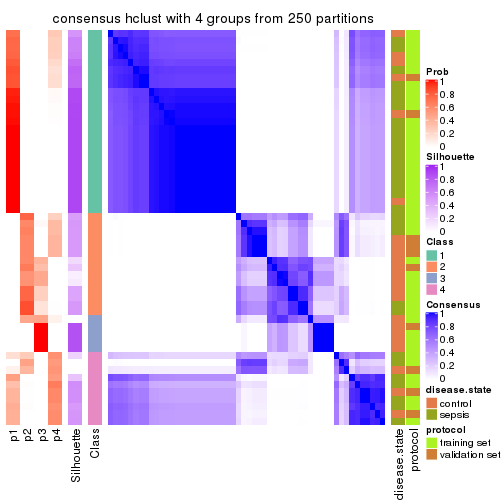 consensus hclust with 4 groups from 250 partitions
Prob
1
0.8
0.6
0.4
0.2
0
Silhouette
1
0.8
0.6
0.4
0.2
0
Class
1
2
3
4
Consensus
1
0.8
0.6
0.4
0.2
0
disease.state
control
sepsis
protocol
training set
validation set
p1
p2
p3
p4
Silhouette
Class
disease.state
protocol